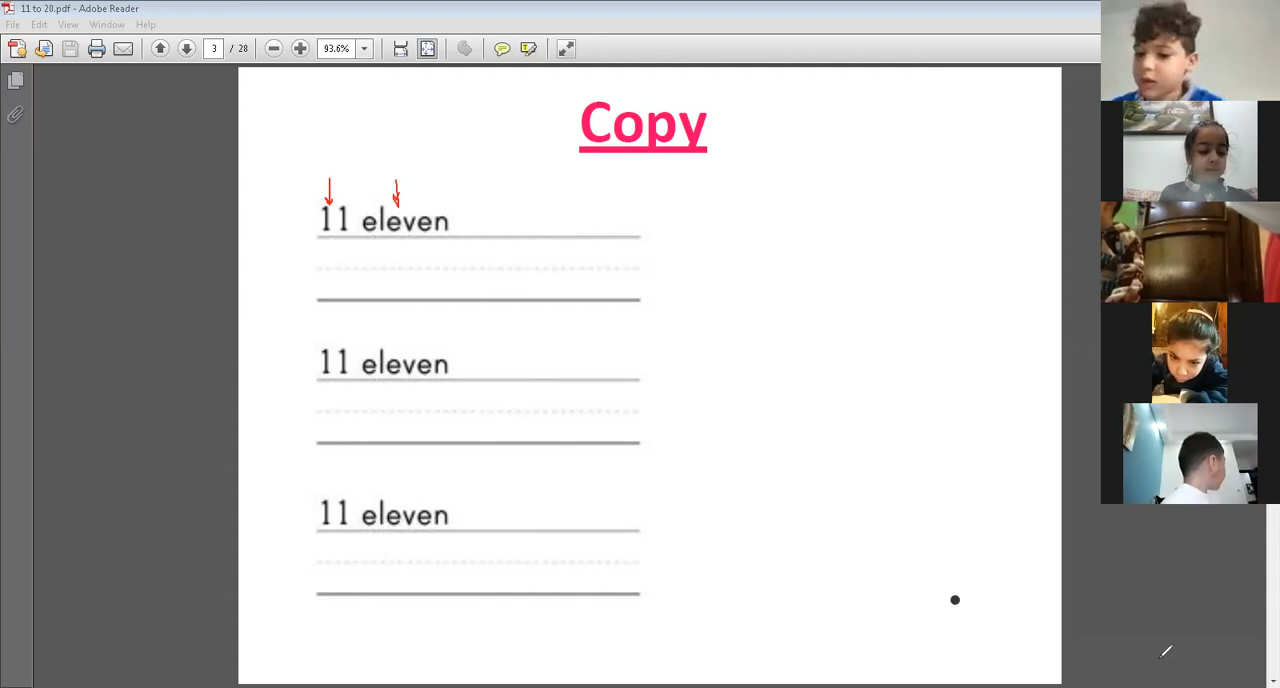 11 to 20.pdf - Adobe Reader
File Edit View Window Help
3 / 28 93.6%
Copy
11 eleven
11 eleven
11 eleven